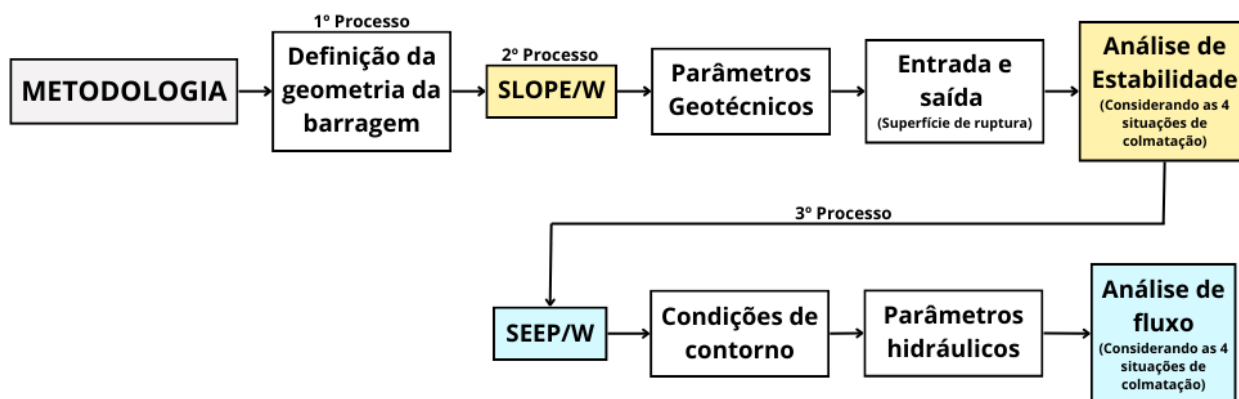 METODOLOGIA
1º Processo
Definição da
geometria da
barragem
2º Processo
SLOPE/W
Parâmetros
Geotécnicos
Entrada e
saída
(Superfície de ruptura)
Análise de
Estabilidade
(Considerando as 4
situações de
colmatação)
3º Processo
SEEP/W
Condições de
contorno
Parâmetros
hidráulicos
Análise de
fluxo
(Considerando as 4
situações de
colmatação)